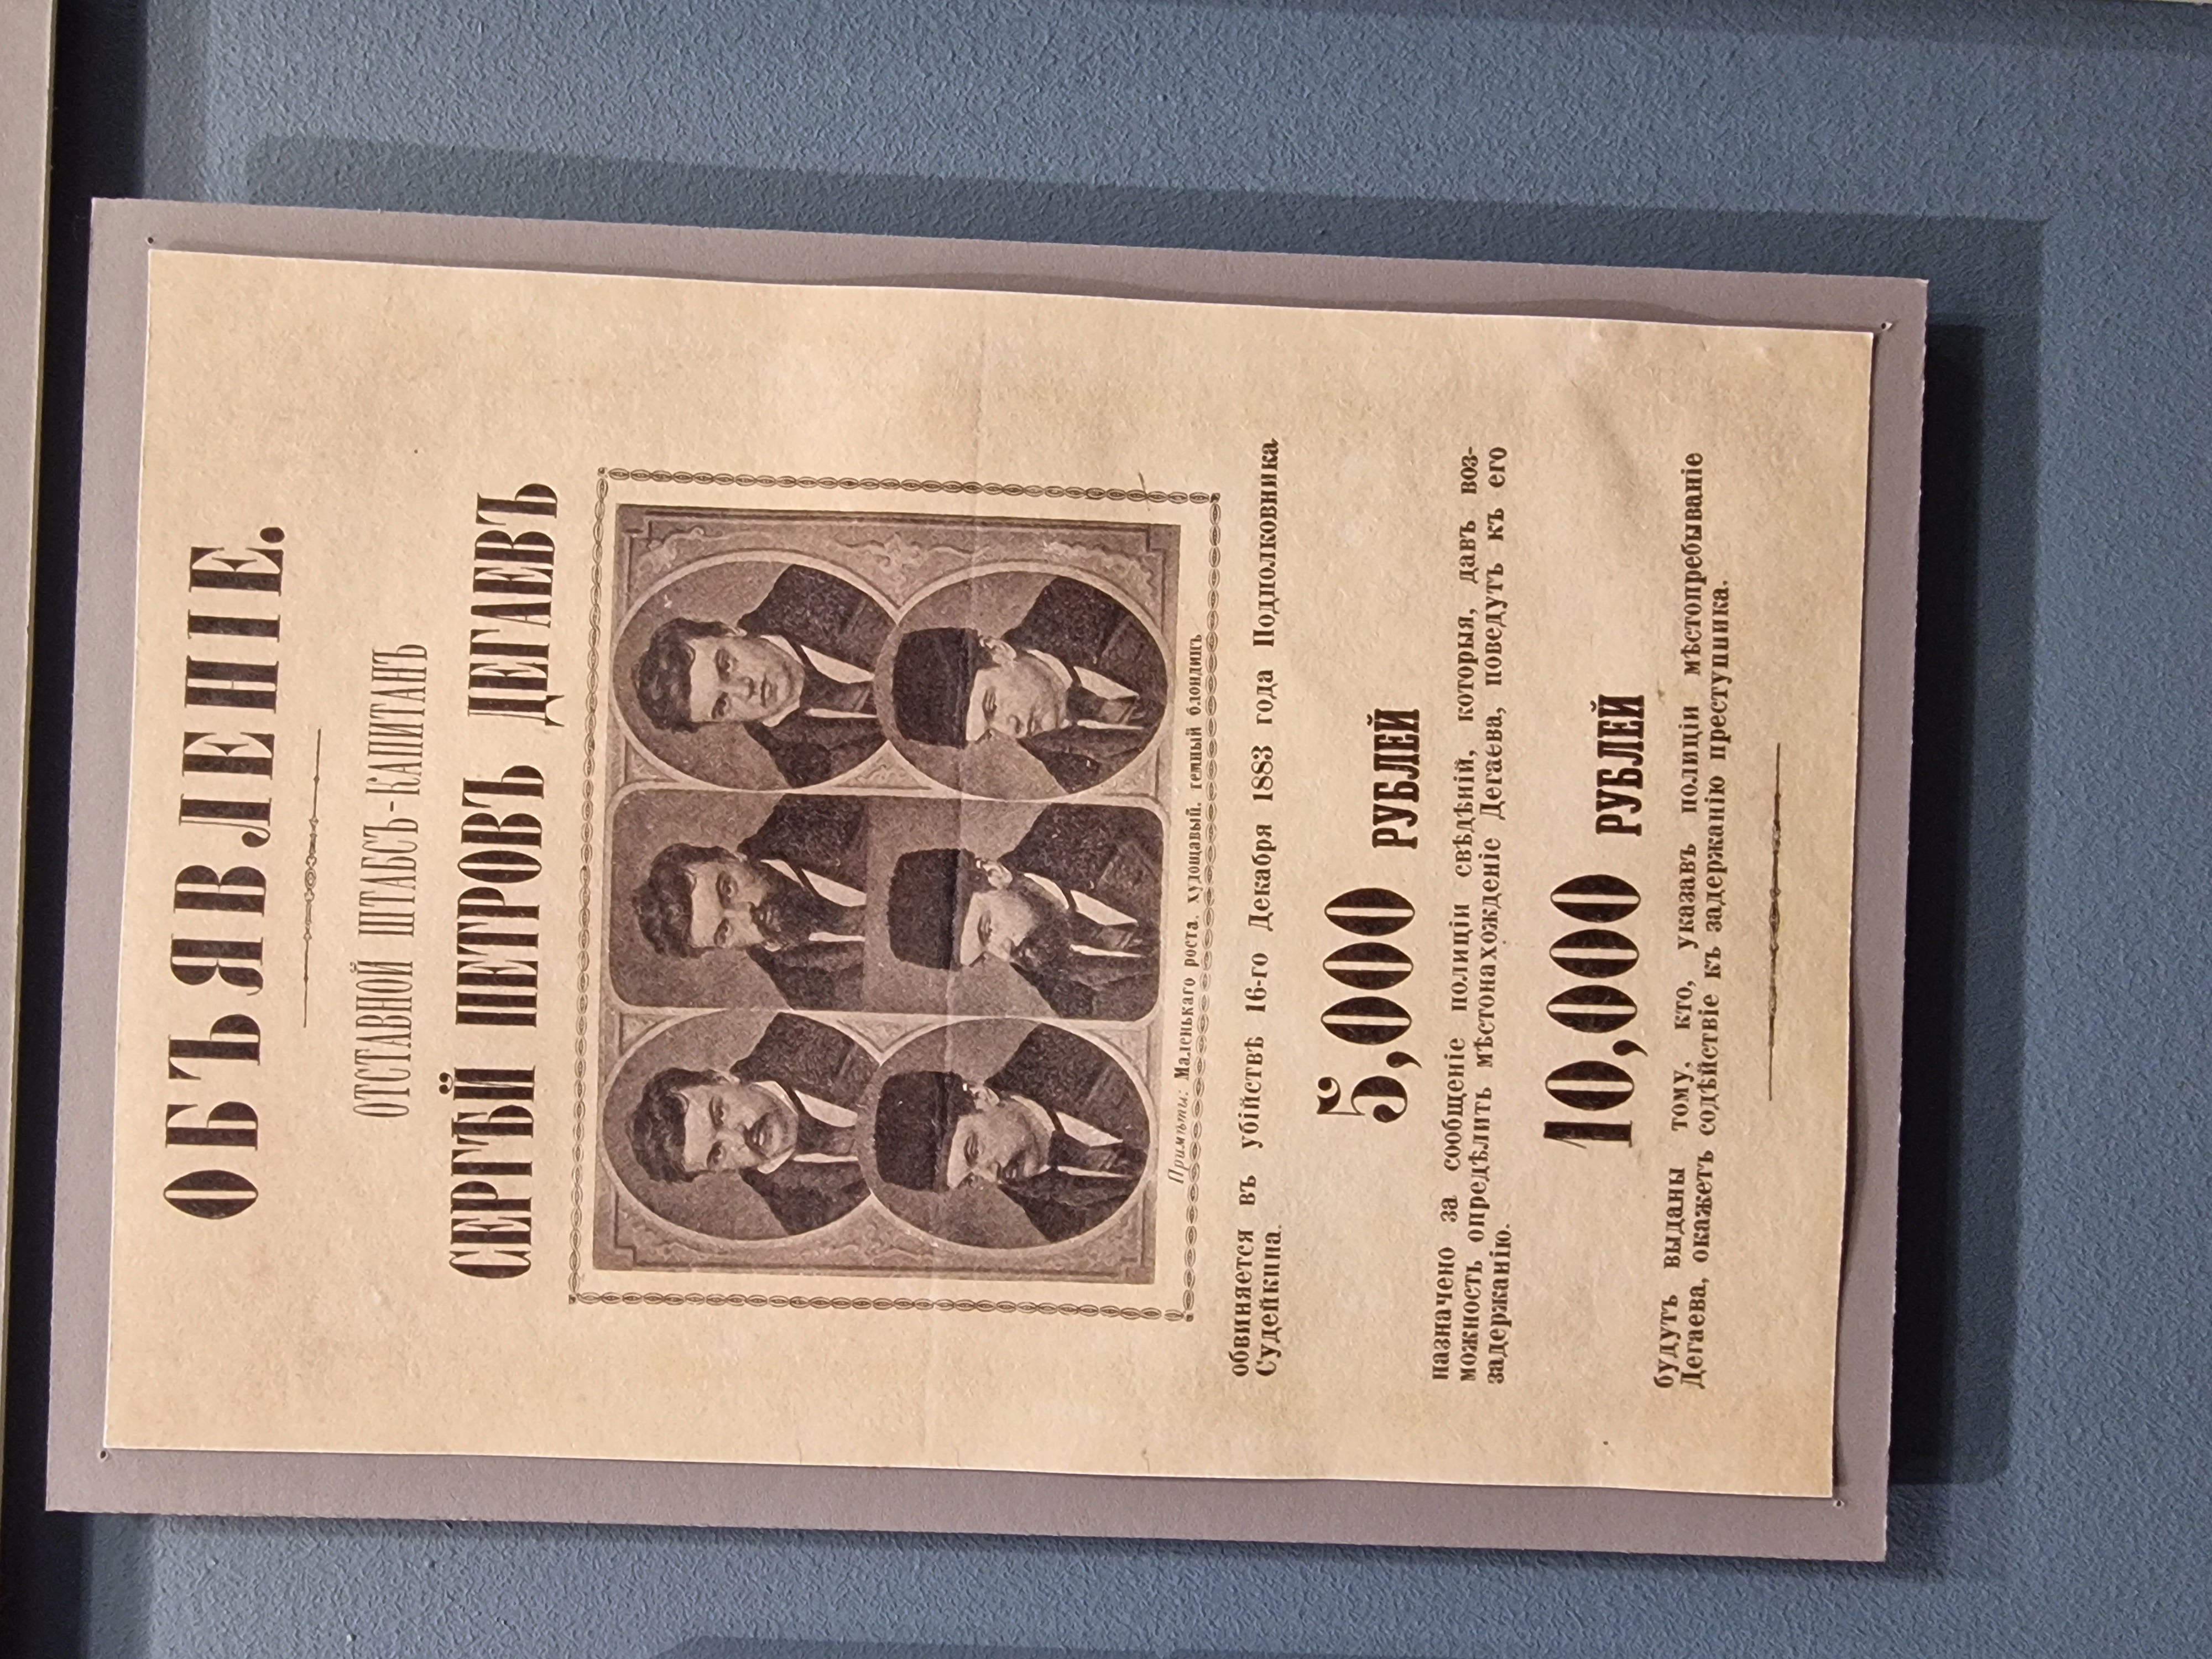 ОБЪЯВЛЕНІЕ.
ОТСТАВНОЙ ШТАБСЪ-КАПИТАНЪ
СЕРГѢЙ ПЕТРОВЪ ДЕГАЕВЪ
Примѣты: Маленькаго роста, худощавый, темный блондинъ
обвиняется въ убійствѣ 16-го Декабря 1883 года Подполковника
Судейкина.
5,000 РУБЛЕЙ
назначено за сообщеніе полиціи свѣдѣній, которыя, давъ воз-
можность опредѣлить мѣстонахожденіе Дегаева, поведутъ къ его
задержанію.
10,000 РУБЛЕЙ
будутъ выданы тому, кто, указавъ полиціи мѣстопребываніе
Дегаева, окажетъ содѣйствіе къ задержанію преступника.